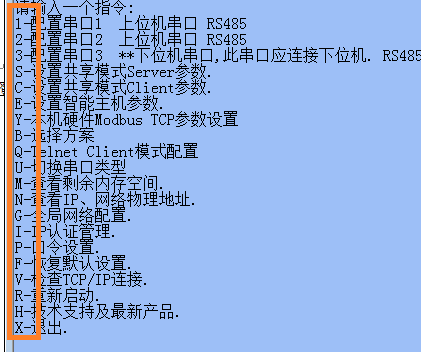 请输入一个指令:
1-配置串口1  上位机串口 RS485
2-配置串口2  上位机串口 RS485
3-配置串口3  **下位机串口,此串口应连接下位机. RS485
S-设置共享模式Server参数.
C-设置共享模式Client参数.
E-设置智能主机参数.
Y-本机硬件Modbus TCP参数设置
B-选择方案
Q-Telnet Client模式配置
U-切换串口类型
M-查看剩余内存空间.
N-查看IP、网络物理地址.
G-全局网络配置.
I-IP认证管理.
P-口令设置.
F-恢复默认设置.
V-检查TCP/IP连接.
R-重新启动.
H-技术支持及最新产品.
X-退出.